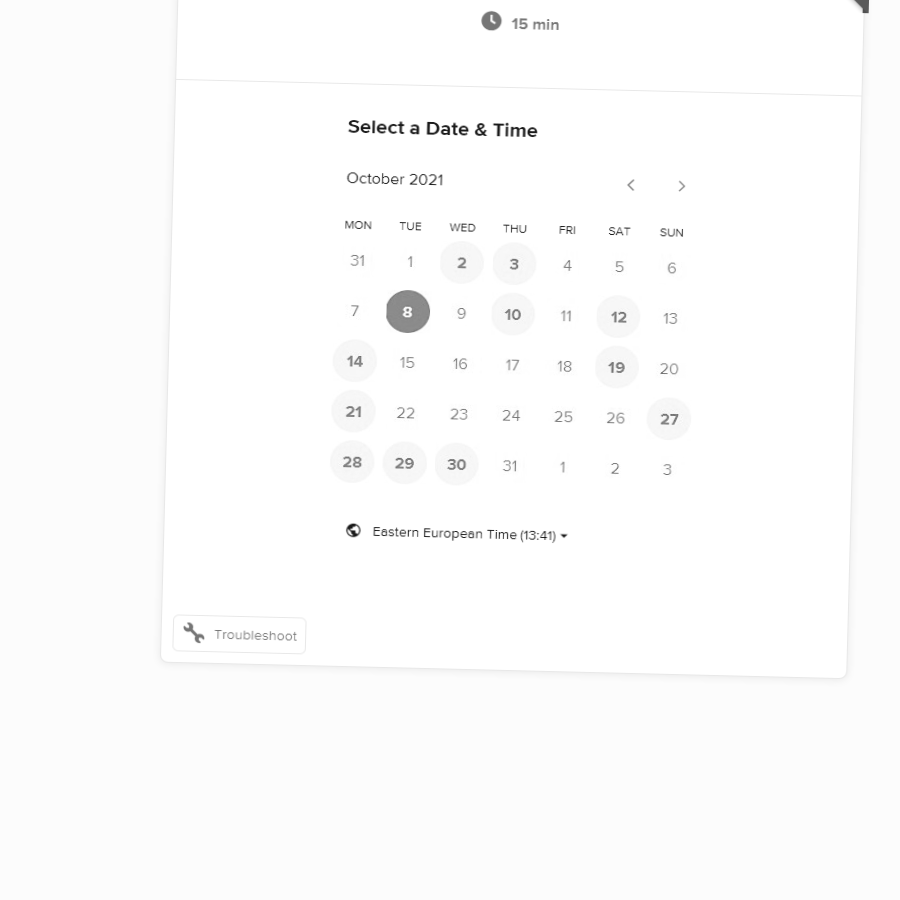 15 min
Select a Date & Time
October 2021
MON TUE WED THU FRI SAT SUN
31 1 2 3 4 5 6
7 8 9 10 11 12 13
14 15 16 17 18 19 20
21 22 23 24 25 26 27
28 29 30 31 1 2 3
Eastern European Time (13:41)
Troubleshoot